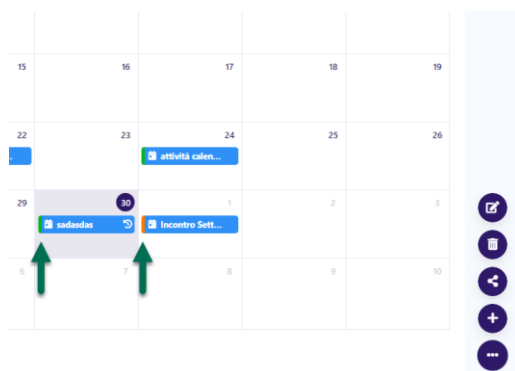 15 16 17 18 19
22 23 24 25 26
. attività calen...
29 30 1 2 3
sadasdas Incontro Sett...
6 7 8 9 10